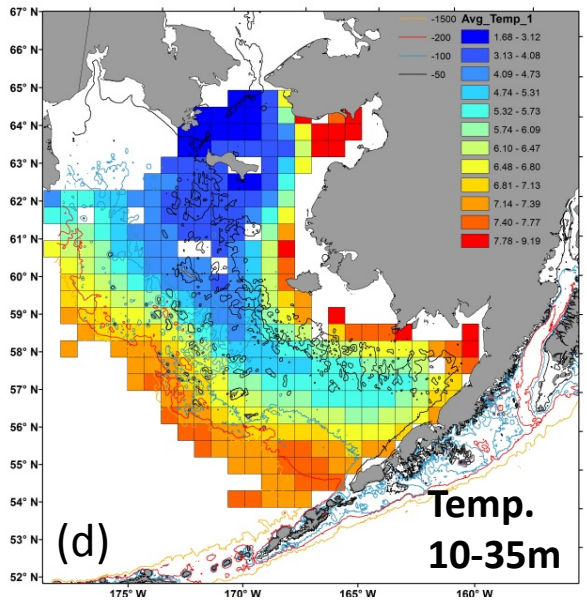 67° N
66° N
65° N
64° N
63° N
62° N
61° N
60° N
59° N
58° N
57° N
56° N
55° N
54° N
53° N
52° N
-1500
-200
-100
-50
Avg_Temp_1
1.68 - 3.12
3.13 - 4.08
4.09 - 4.73
4.74 - 5.31
5.32 - 5.73
5.74 - 6.09
6.10 - 6.47
6.48 - 6.80
6.81 - 7.13
7.14 - 7.39
7.40 - 7.77
7.78 - 9.19
(d)
Temp.
10-35m
175° W
170° W
165° W
160° W